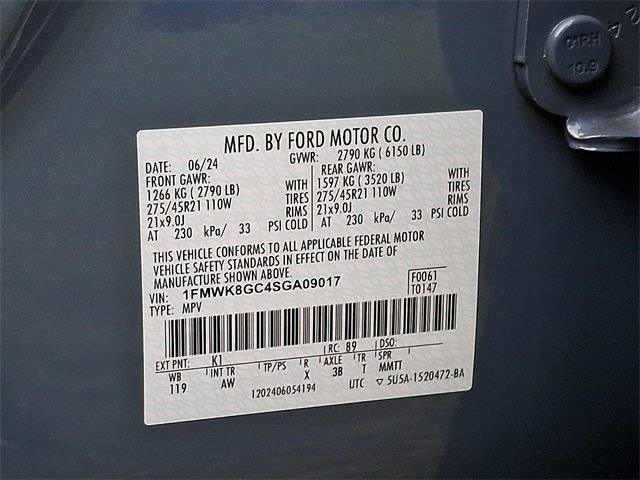 24
01RH
10.9
MFD. BY FORD MOTOR CO.
DATE: 06/24 GVWR: 2790 KG ( 6150 LB)
FRONT GAWR: REAR GAWR:
1266 KG ( 2790 LB) WITH 1597 KG ( 3520 LB) WITH
275/45R21 110W TIRES 275/45R21 110W TIRES
21x9.0J RIMS 21x9.0J RIMS
AT 230 kPa/ 33 PSI COLD AT 230 kPa/ 33 PSI COLD
THIS VEHICLE CONFORMS TO ALL APPLICABLE FEDERAL MOTOR
VEHICLE SAFETY STANDARDS IN EFFECT ON THE DATE OF
MANUFACTURE SHOWN ABOVE.
VIN: 1FMWK8GC4SGA09017 F0061
TYPE: MPV T0147
EXT PNT: K1 RC: 89 DSO:
WB INT TR TP/PS R AXLE TR SPR
119 AW X 3B T MMTT
1202406054194 UTC ▽ 5U5A-1520472-BA